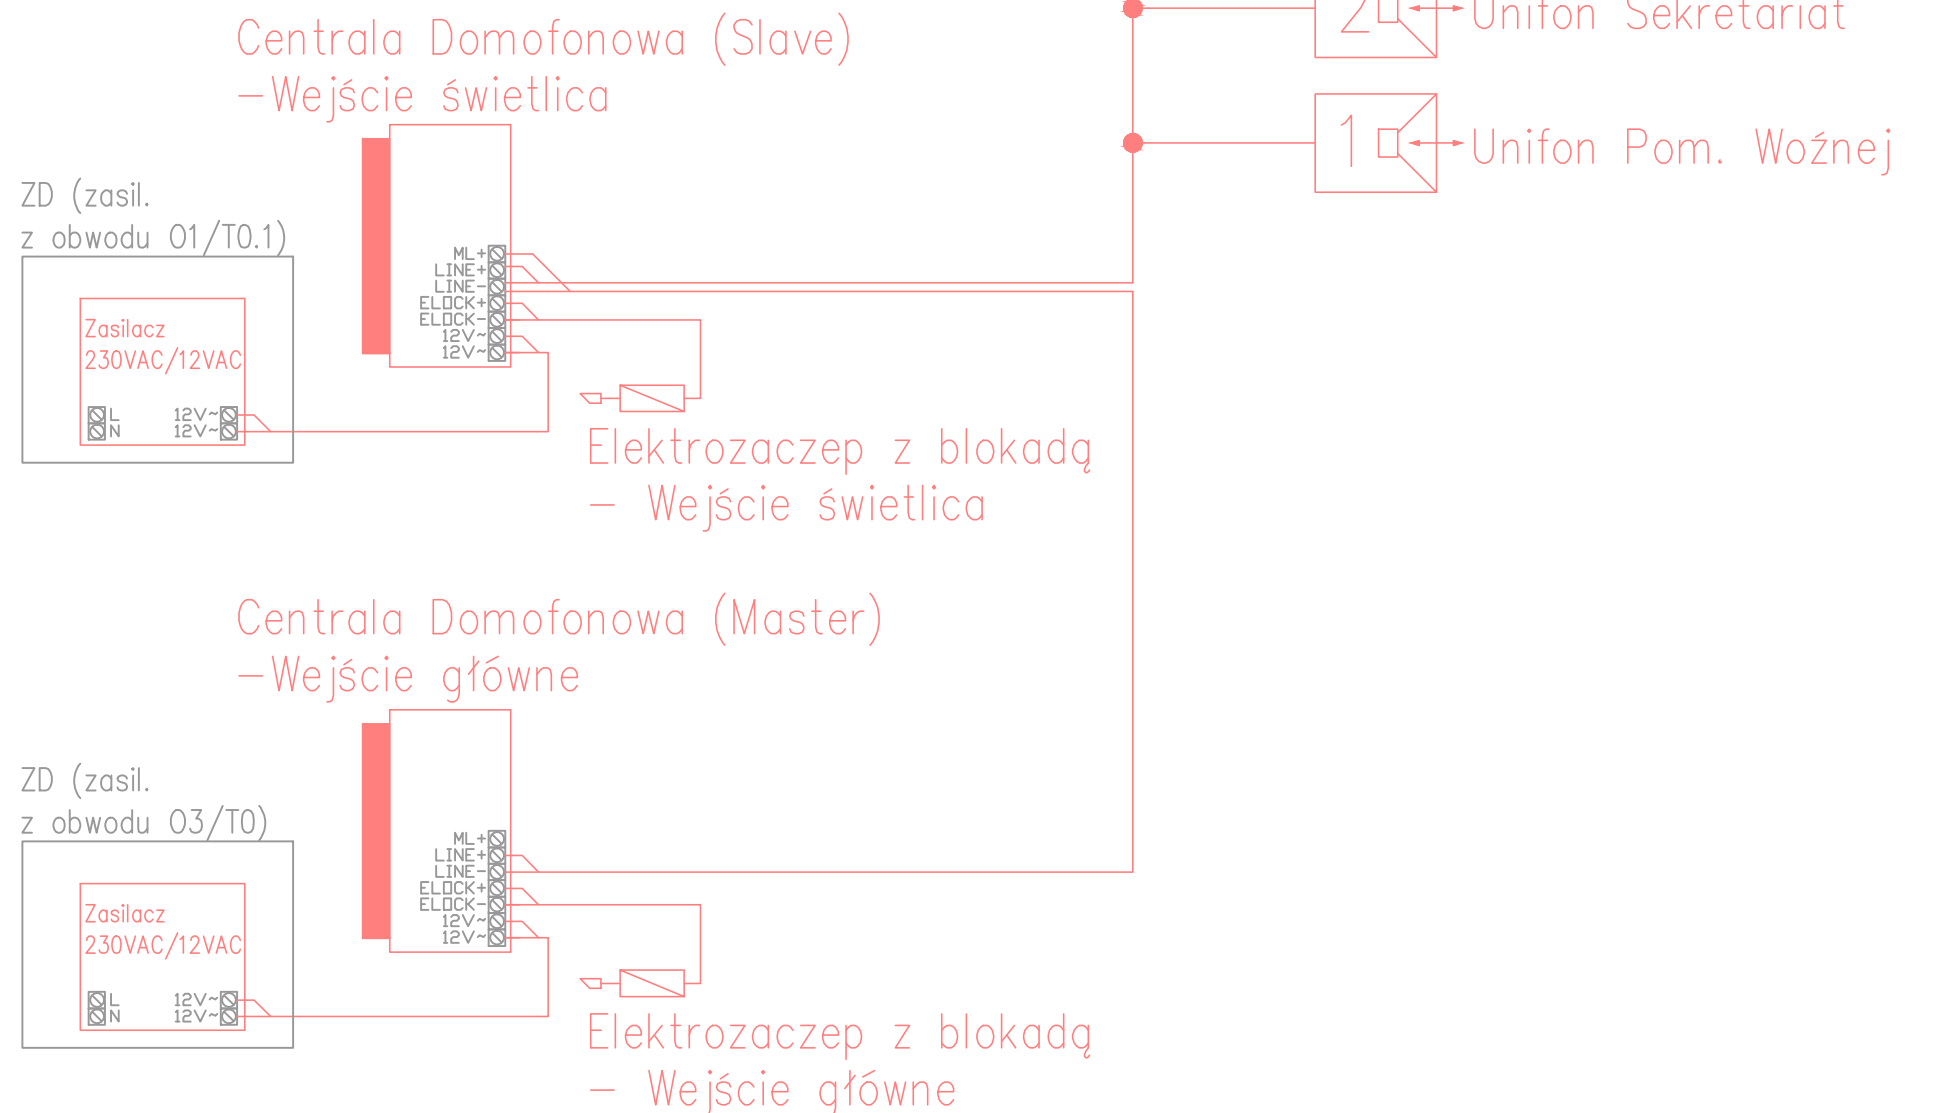 Centrala Domofonowa (Slave)
-Wejście świetlica
2
Unifon Sekretariat
1
Unifon Pom. Woźnej
ZD (zasil.
z obwodu O1/T0.1)
ML+
LINE+
LINE-
ELOCK+
ELOCK-
12V~
12V~
Zasilacz
230VAC/12VAC
L 12V~
N 12V~
Elektrozaczep z blokadą
- Wejście świetlica
Centrala Domofonowa (Master)
-Wejście główne
ZD (zasil.
z obwodu O3/T0)
ML+
LINE+
LINE-
ELOCK+
ELOCK-
12V~
12V~
Zasilacz
230VAC/12VAC
L 12V~
N 12V~
Elektrozaczep z blokadą
- Wejście główne